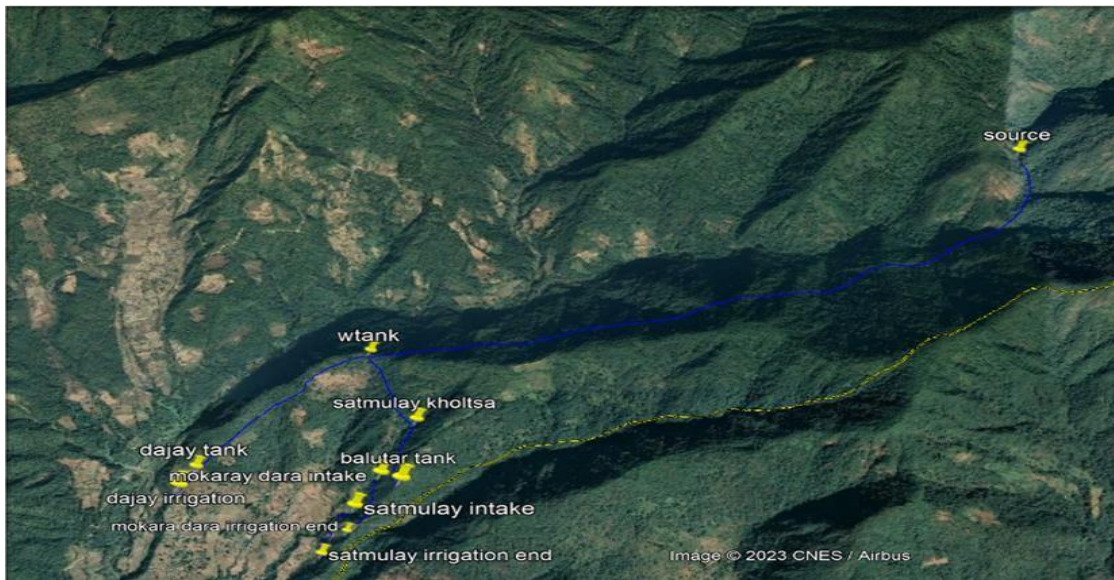 source
wtank
satmulay kholtsa
dajay tank
balutar tank
mokaray dara intake
dajay irrigation
satmulay intake
mokara dara irrigation end
satmulay irrigation end
Image © 2023 CNES / Airbus